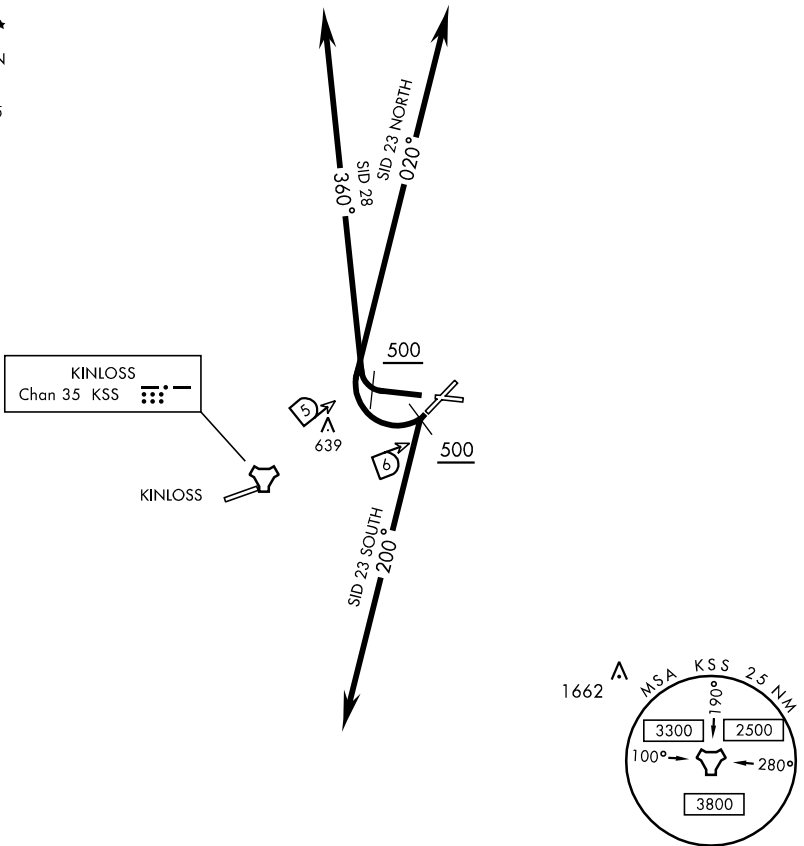 N
5
360°
SID 28
SID 23 NORTH
020°
500
KINLOSS
Chan 35 KSS
5
639
6
500
KINLOSS
SID 23 SOUTH
200°
1662
MSA KSS 25 NM
190°
3300
2500
100°
280°
3800